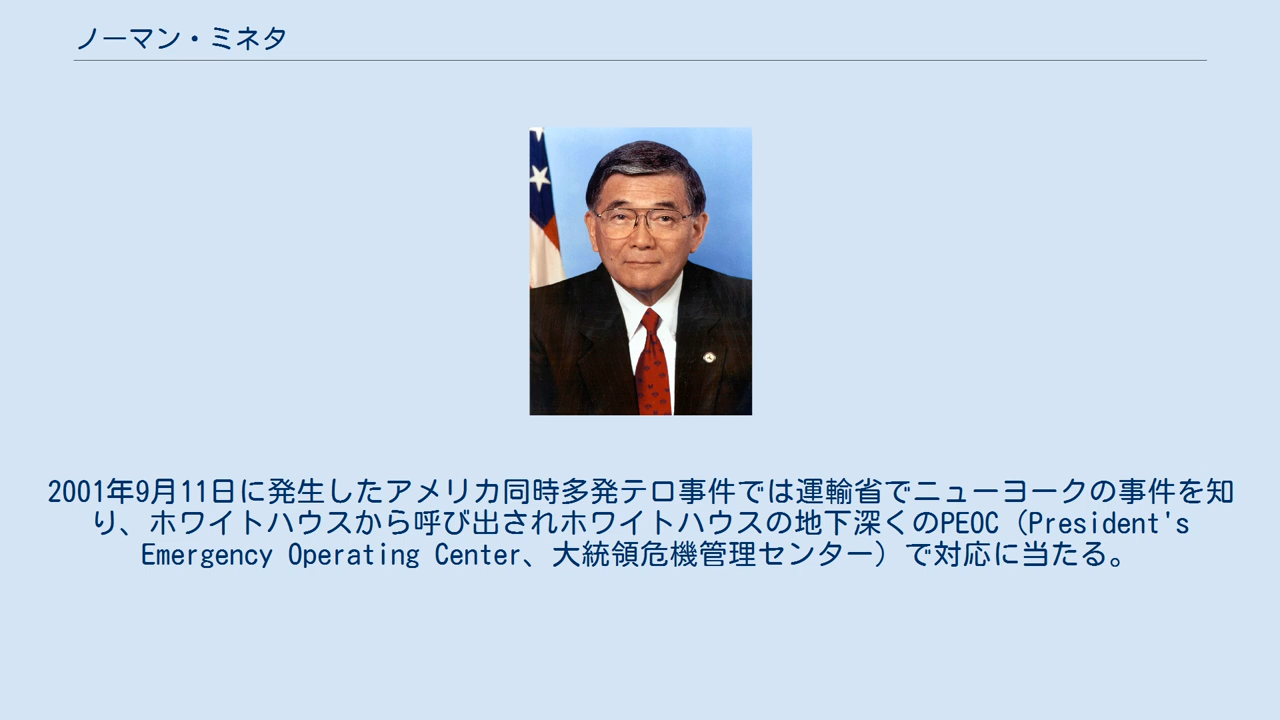 ノーマン・ミネタ
2001年9月11日に発生したアメリカ同時多発テロ事件では運輸省でニューヨークの事件を知
り、ホワイトハウスから呼び出されホワイトハウスの地下深くのPEOC（President's
Emergency Operating Center、大統領危機管理センター）で対応に当たる。